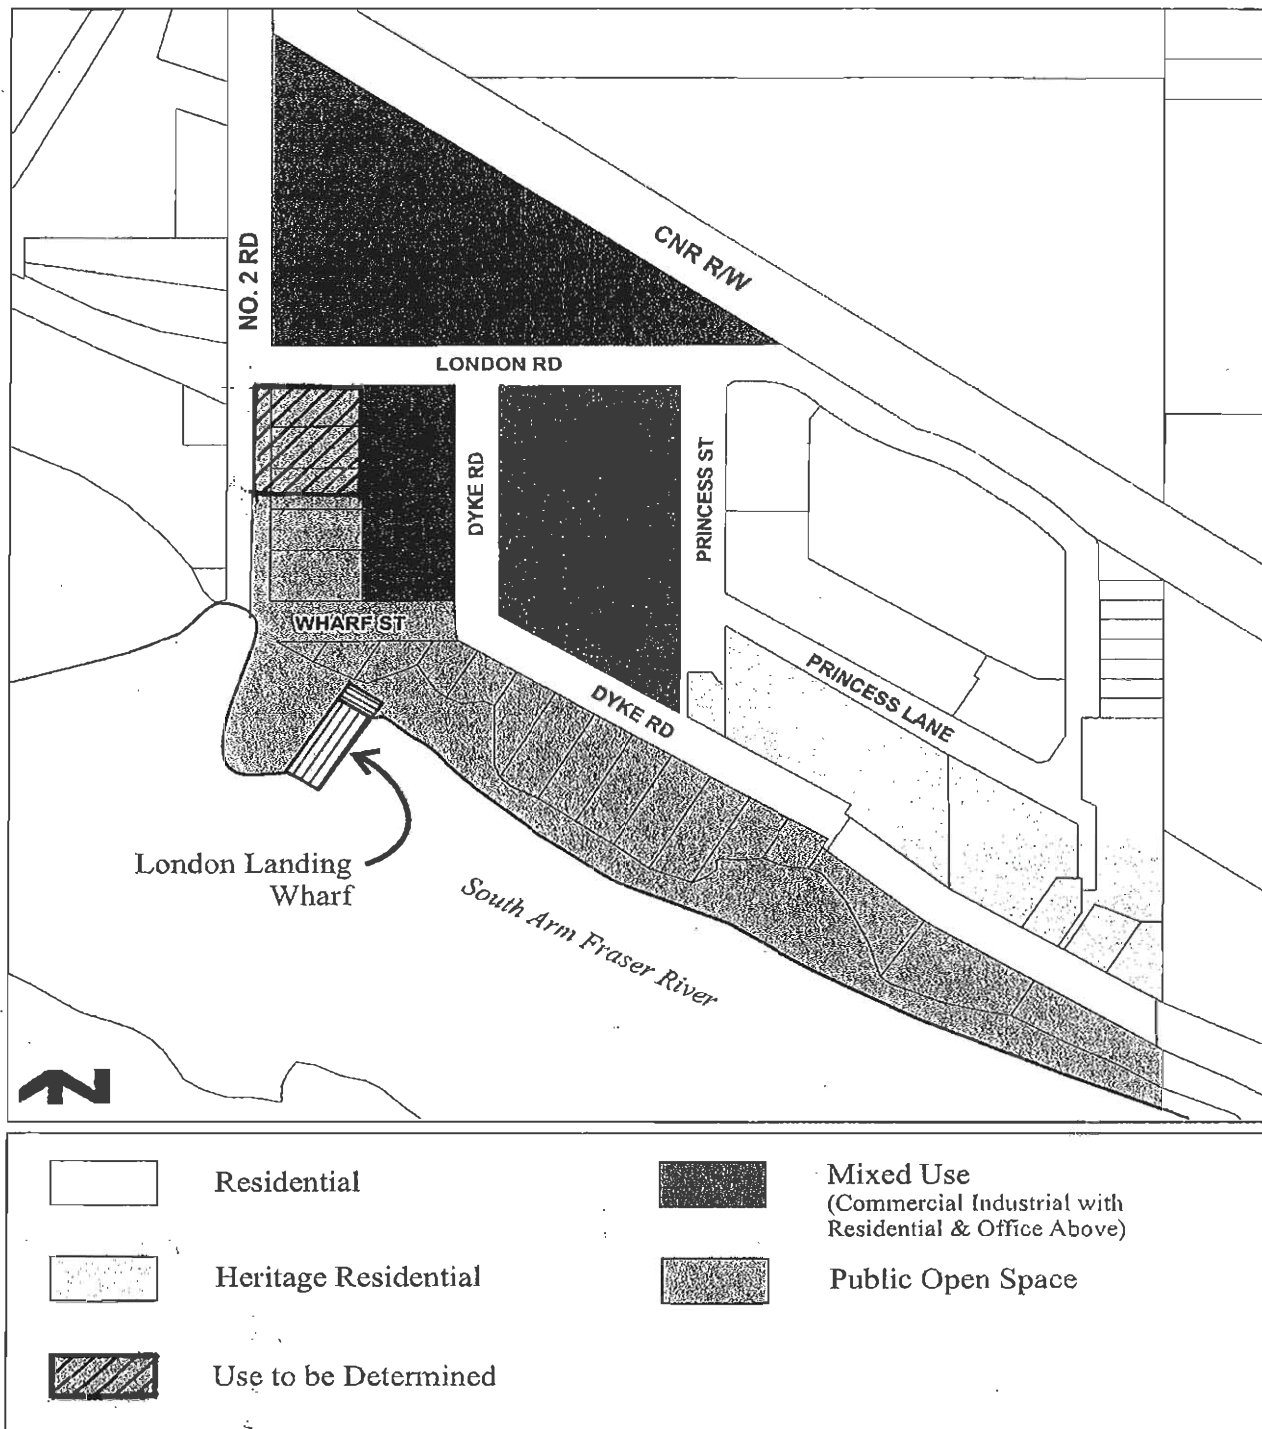 CNR R/W
NO. 2 RD
LONDON RD
DYKE RD
PRINCESS ST
WHARF ST
PRINCESS LANE
DYKE RD
London Landing
Wharf
South Arm Fraser River
N
Residential
Mixed Use
(Commercial Industrial with
Residential & Office Above)
Heritage Residential
Public Open Space
Use to be Determined